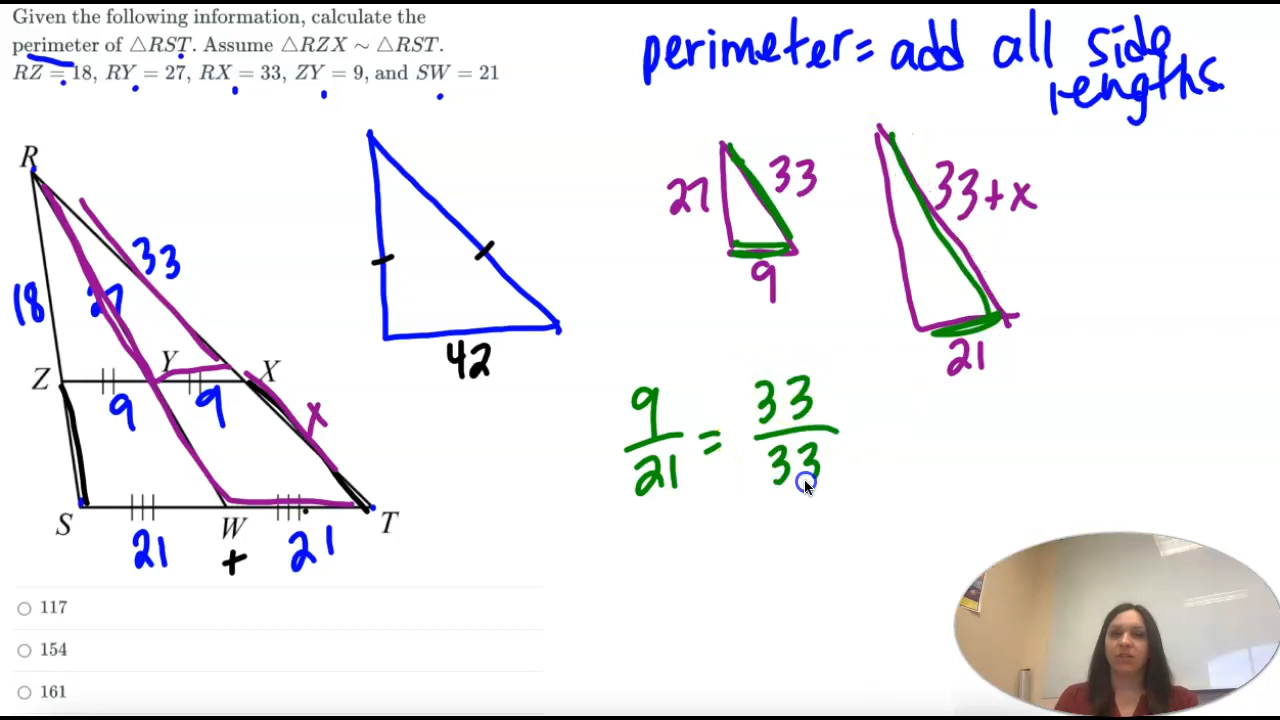 Given the following information, calculate the
perimeter of △RST. Assume △RZX ∼ △RST.
RZ = 18, RY = 27, RX = 33, ZY = 9, and SW = 21
perimeter = add all side
lengths
R
33
18
27
Z
Y
X
9
9
x
S
W
T
21
+
21
42
27
33
9
33+x
21
9/21 = 33/33
117
154
161